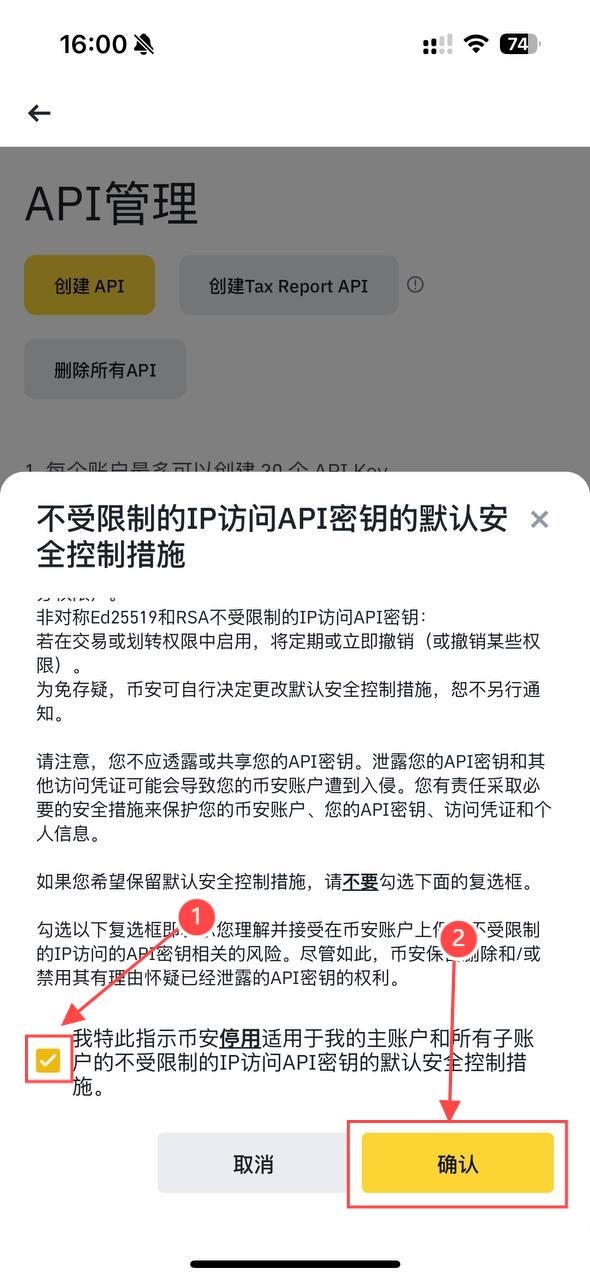 16:00
74
API管理
创建 API
创建Tax Report API
删除所有API
1. 每个账户最多可以创建 30 个 API Key
不受限制的IP访问API密钥的默认安
全控制措施
非对称Ed25519和RSA不受限制的IP访问API密钥:
若在交易或划转权限中启用，将定期或立即撤销（或撤销某些权
限）。
为免存疑，币安可自行决定更改默认安全控制措施，恕不另行通
知。
请注意，您不应透露或共享您的API密钥。泄露您的API密钥和其
他访问凭证可能会导致您的币安账户遭到入侵。您有责任采取必
要的安全措施来保护您的币安账户、您的API密钥、访问凭证和个
人信息。
如果您希望保留默认安全控制措施，请不要勾选下面的复选框。
1
勾选以下复选框即 您理解并接受在币安账户上 不受限制
2
的IP访问的API密钥相关的风险。尽管如此，币安保 删除和/或
禁用其有理由怀疑已经泄露的API密钥的权利。
我特此指示币安停用适用于我的主账户和所有子账
户的不受限制的IP访问API密钥的默认安全控制措
施。
取消
确认